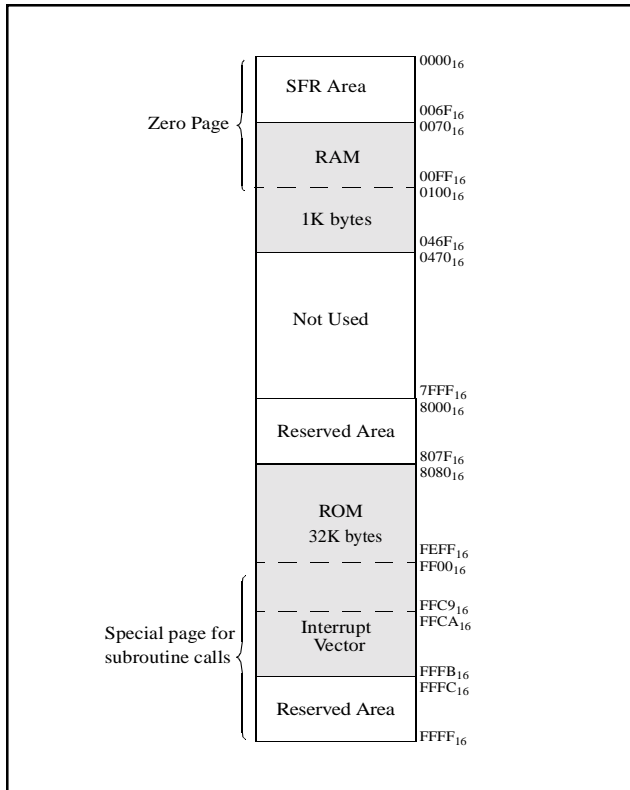 0000₁₆
SFR Area
Zero Page
006F₁₆
0070₁₆
RAM
00FF₁₆
0100₁₆
1K bytes
046F₁₆
0470₁₆
Not Used
7FFF₁₆
8000₁₆
Reserved Area
807F₁₆
8080₁₆
ROM
32K bytes
FEFF₁₆
FF00₁₆
FFC9₁₆
FFCA₁₆
Special page for
subroutine calls
Interrupt
Vector
FFFB₁₆
FFFC₁₆
Reserved Area
FFFF₁₆